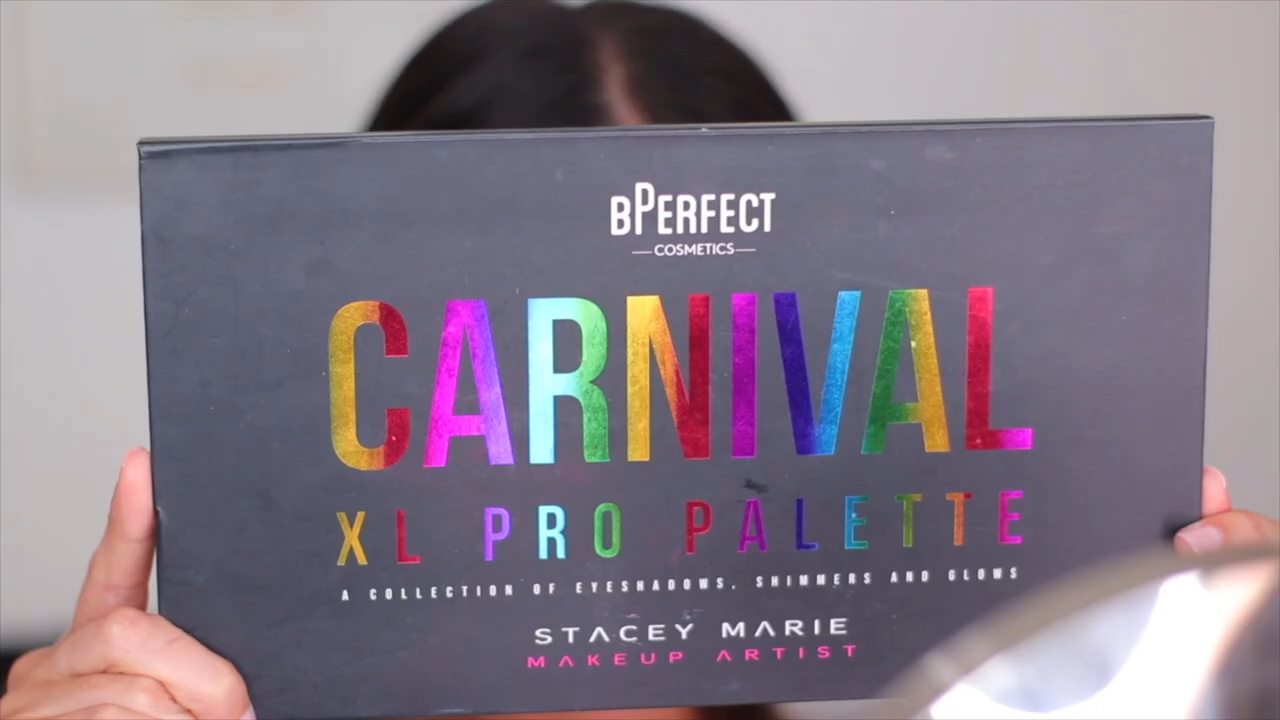 BPERFECT
COSMETICS
CARNIVAL
XL PRO PALETTE
A COLLECTION OF EYESHADOWS, SHIMMERS AND GLOWS
STACEY MARIE
MAKEUP ARTIST